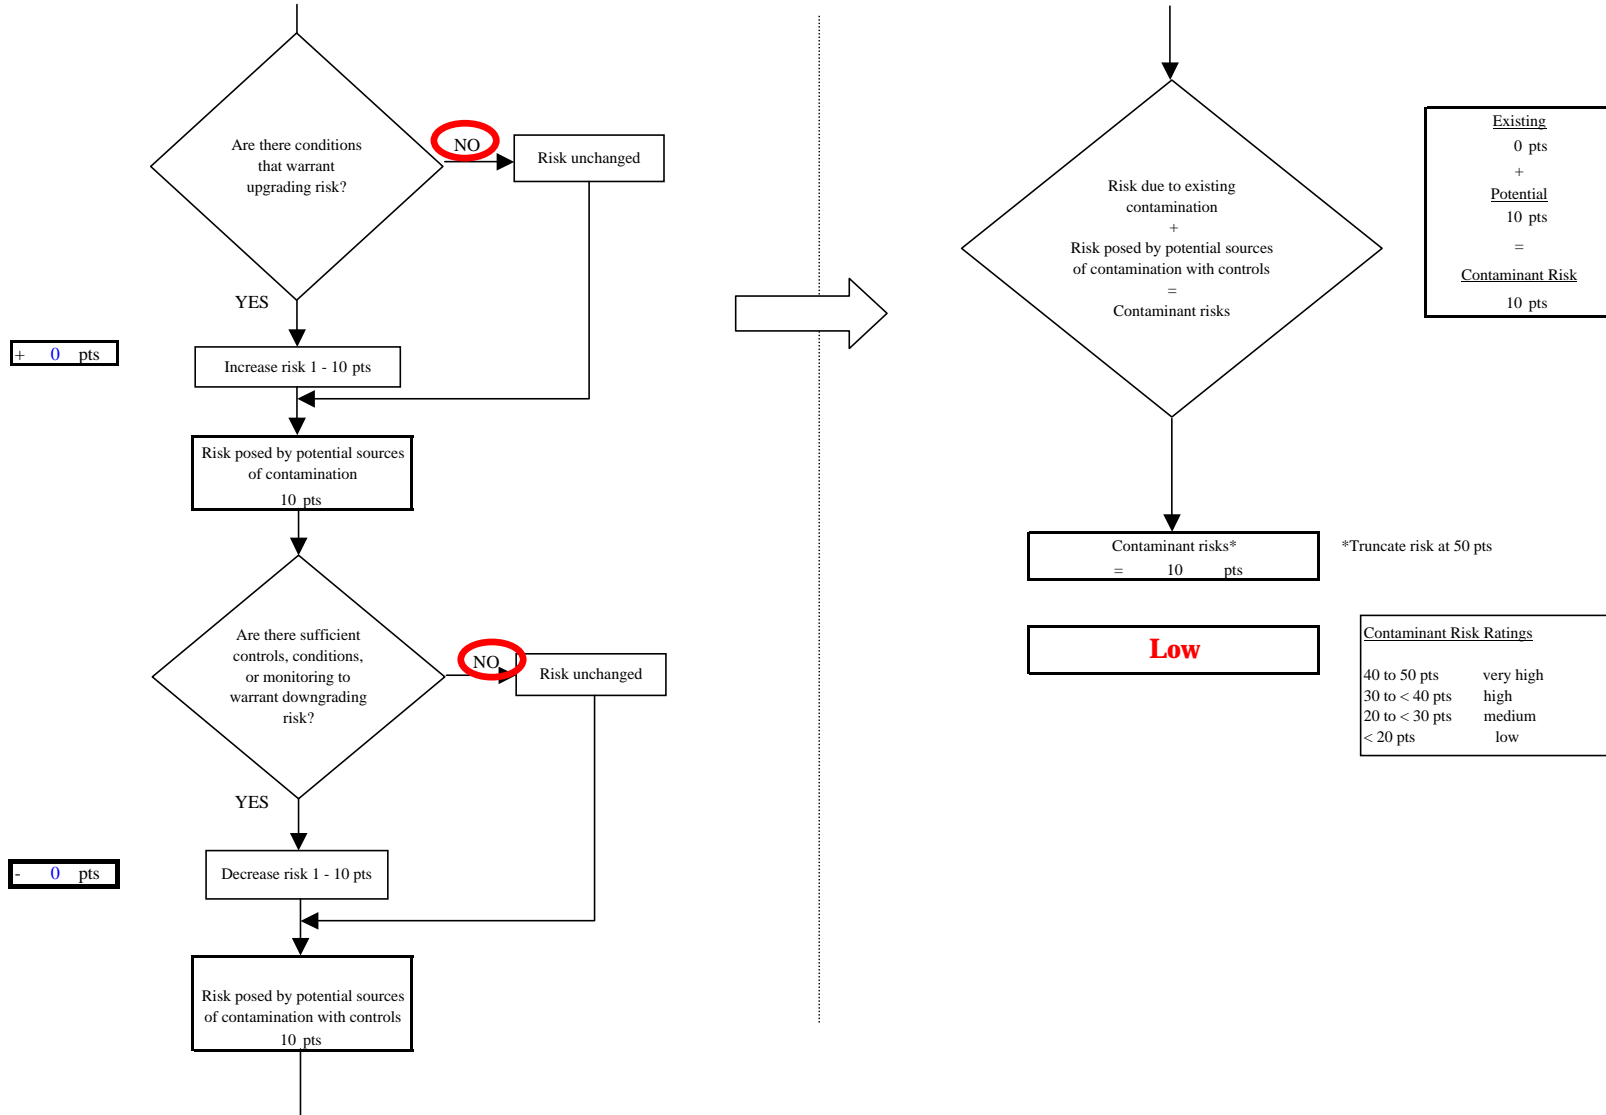 Are there conditions
that warrant
upgrading risk?
NO
Risk unchanged
YES
+ 0 pts
Increase risk 1 - 10 pts
Risk posed by potential sources
of contamination
10 pts
Are there sufficient
controls, conditions,
or monitoring to
warrant downgrading
risk?
NO
Risk unchanged
YES
- 0 pts
Decrease risk 1 - 10 pts
Risk posed by potential sources
of contamination with controls
10 pts
Risk due to existing
contamination
+
Risk posed by potential sources
of contamination with controls
=
Contaminant risks
Existing
0 pts
+
Potential
10 pts
=
Contaminant Risk
10 pts
Contaminant risks*
= 10 pts
*Truncate risk at 50 pts
Low
Contaminant Risk Ratings
40 to 50 pts very high
30 to < 40 pts high
20 to < 30 pts medium
< 20 pts low